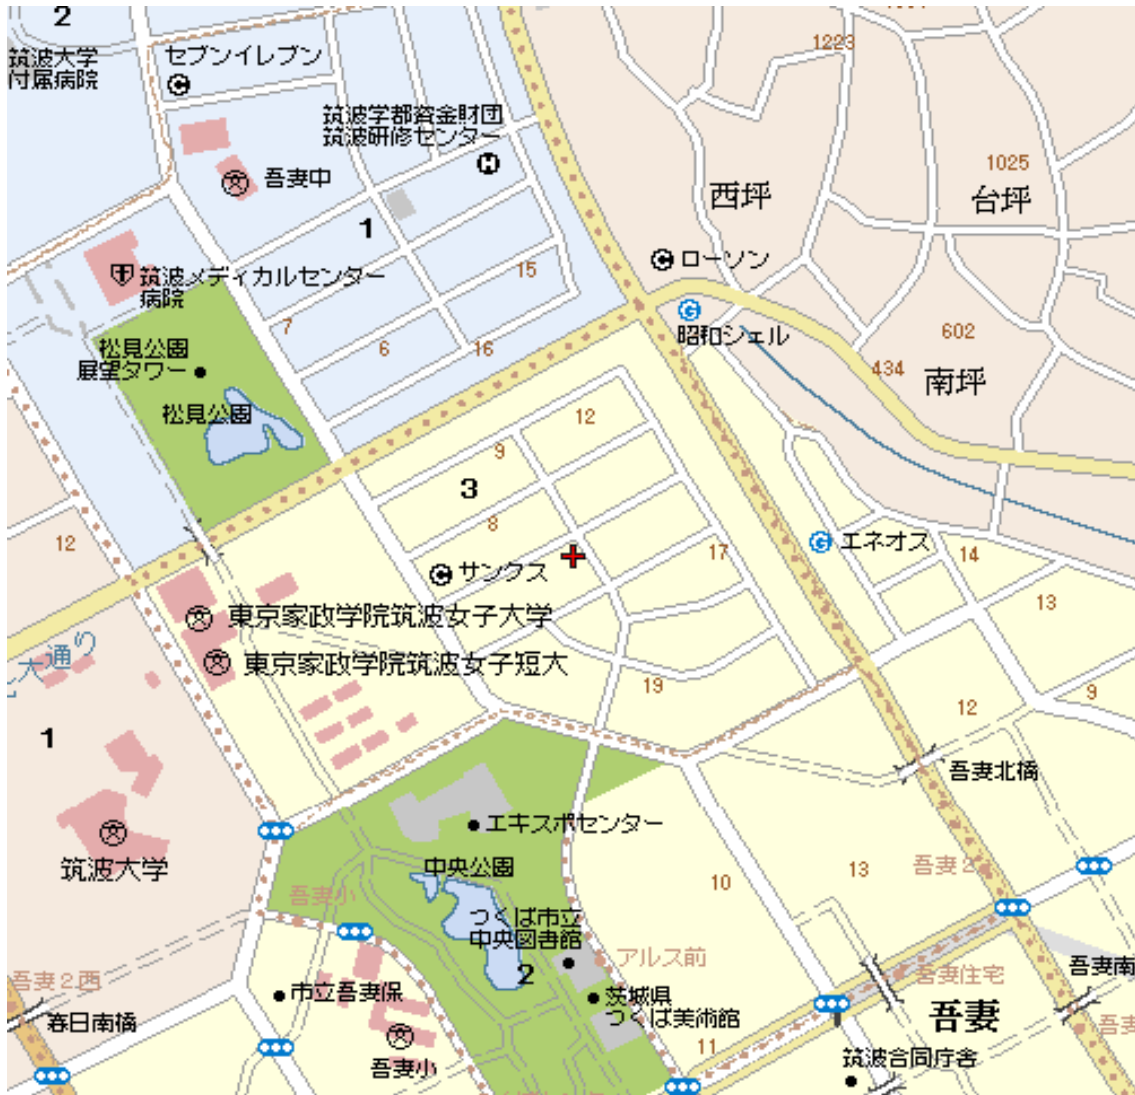 2
筑波大学
付属病院
セブンイレブン
筑波学都資金財団
筑波研修センター
吾妻中
1
1223
1025
西坪
台坪
ローソン
筑波メディカルセンター
病院
15
7
6
16
昭和シェル
602
434
南坪
松見公園
展望タワー
松見公園
12
9
3
8
12
サンクス
17
エネオス
14
13
東京家政学院筑波女子大学
東京家政学院筑波女子短大
大通り
19
12
9
1
吾妻北橋
エキスポセンター
筑波大学
中央公園
吾妻小
10
13
吾妻2
つくば市立
中央図書館
2
アルス前
吾妻2西
市立吾妻保
茨城県
つくば美術館
吾妻住宅
吾妻南
吾妻
吾妻
春日南橋
吾妻小
11
筑波合同庁舎